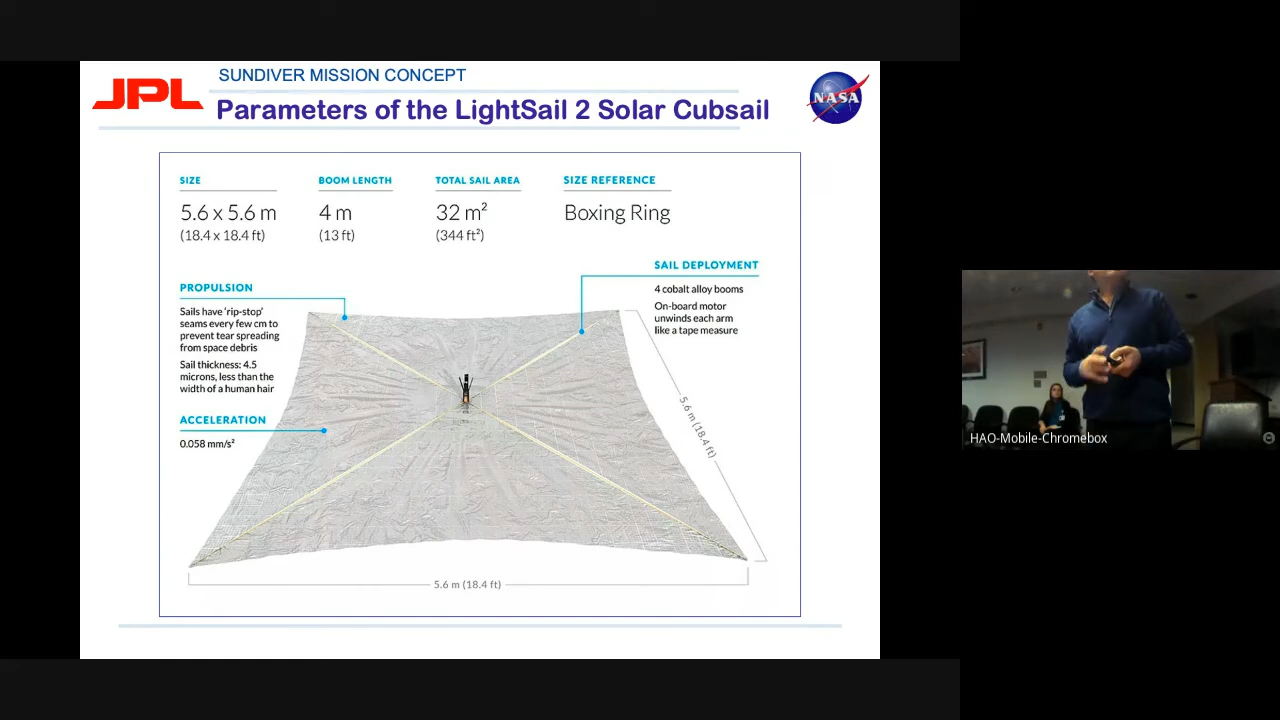 JPL
SUNDIVER MISSION CONCEPT
Parameters of the LightSail 2 Solar Cubsail
NASA
SIZE
5.6 x 5.6 m
(18.4 x 18.4 ft)
BOOM LENGTH
4 m
(13 ft)
TOTAL SAIL AREA
32 m²
(344 ft²)
SIZE REFERENCE
Boxing Ring
PROPULSION
Sails have 'rip-stop'
seams every few cm to
prevent tear spreading
from space debris
Sail thickness: 4.5
microns, less than the
width of a human hair
ACCELERATION
0.058 mm/s²
SAIL DEPLOYMENT
4 cobalt alloy booms
On-board motor
unwinds each arm
like a tape measure
5.6 m (18.4 ft)
5.6 m (18.4 ft)
HAO-Mobile-Chromebox